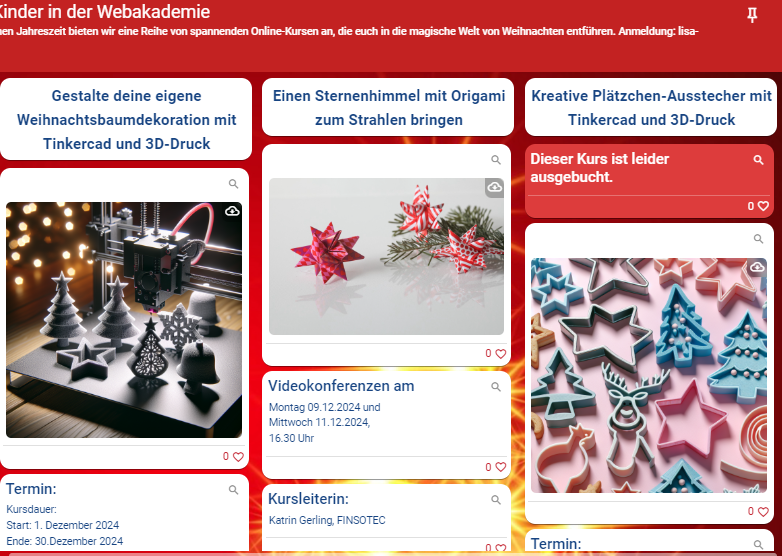 Kinder in der Webakademie
nen Jahreszeit bieten wir eine Reihe von spannenden Online-Kursen an, die euch in die magische Welt von Weihnachten entführen. Anmeldung: lisa-
Gestalte deine eigene
Weihnachtsbaumdekoration mit
Tinkercad und 3D-Druck
0
Termin:
Kursdauer:
Start: 1. Dezember 2024
Ende: 30.Dezember 2024
Einen Sternenhimmel mit Origami
zum Strahlen bringen
0
Videokonferenzen am
Montag 09.12.2024 und
Mittwoch 11.12.2024,
16.30 Uhr
0
Kursleiterin:
Katrin Gerling, FINSOTEC
0
Kreative Plätzchen-Ausstecher mit
Tinkercad und 3D-Druck
Dieser Kurs ist leider
ausgebucht.
0
0
Termin: